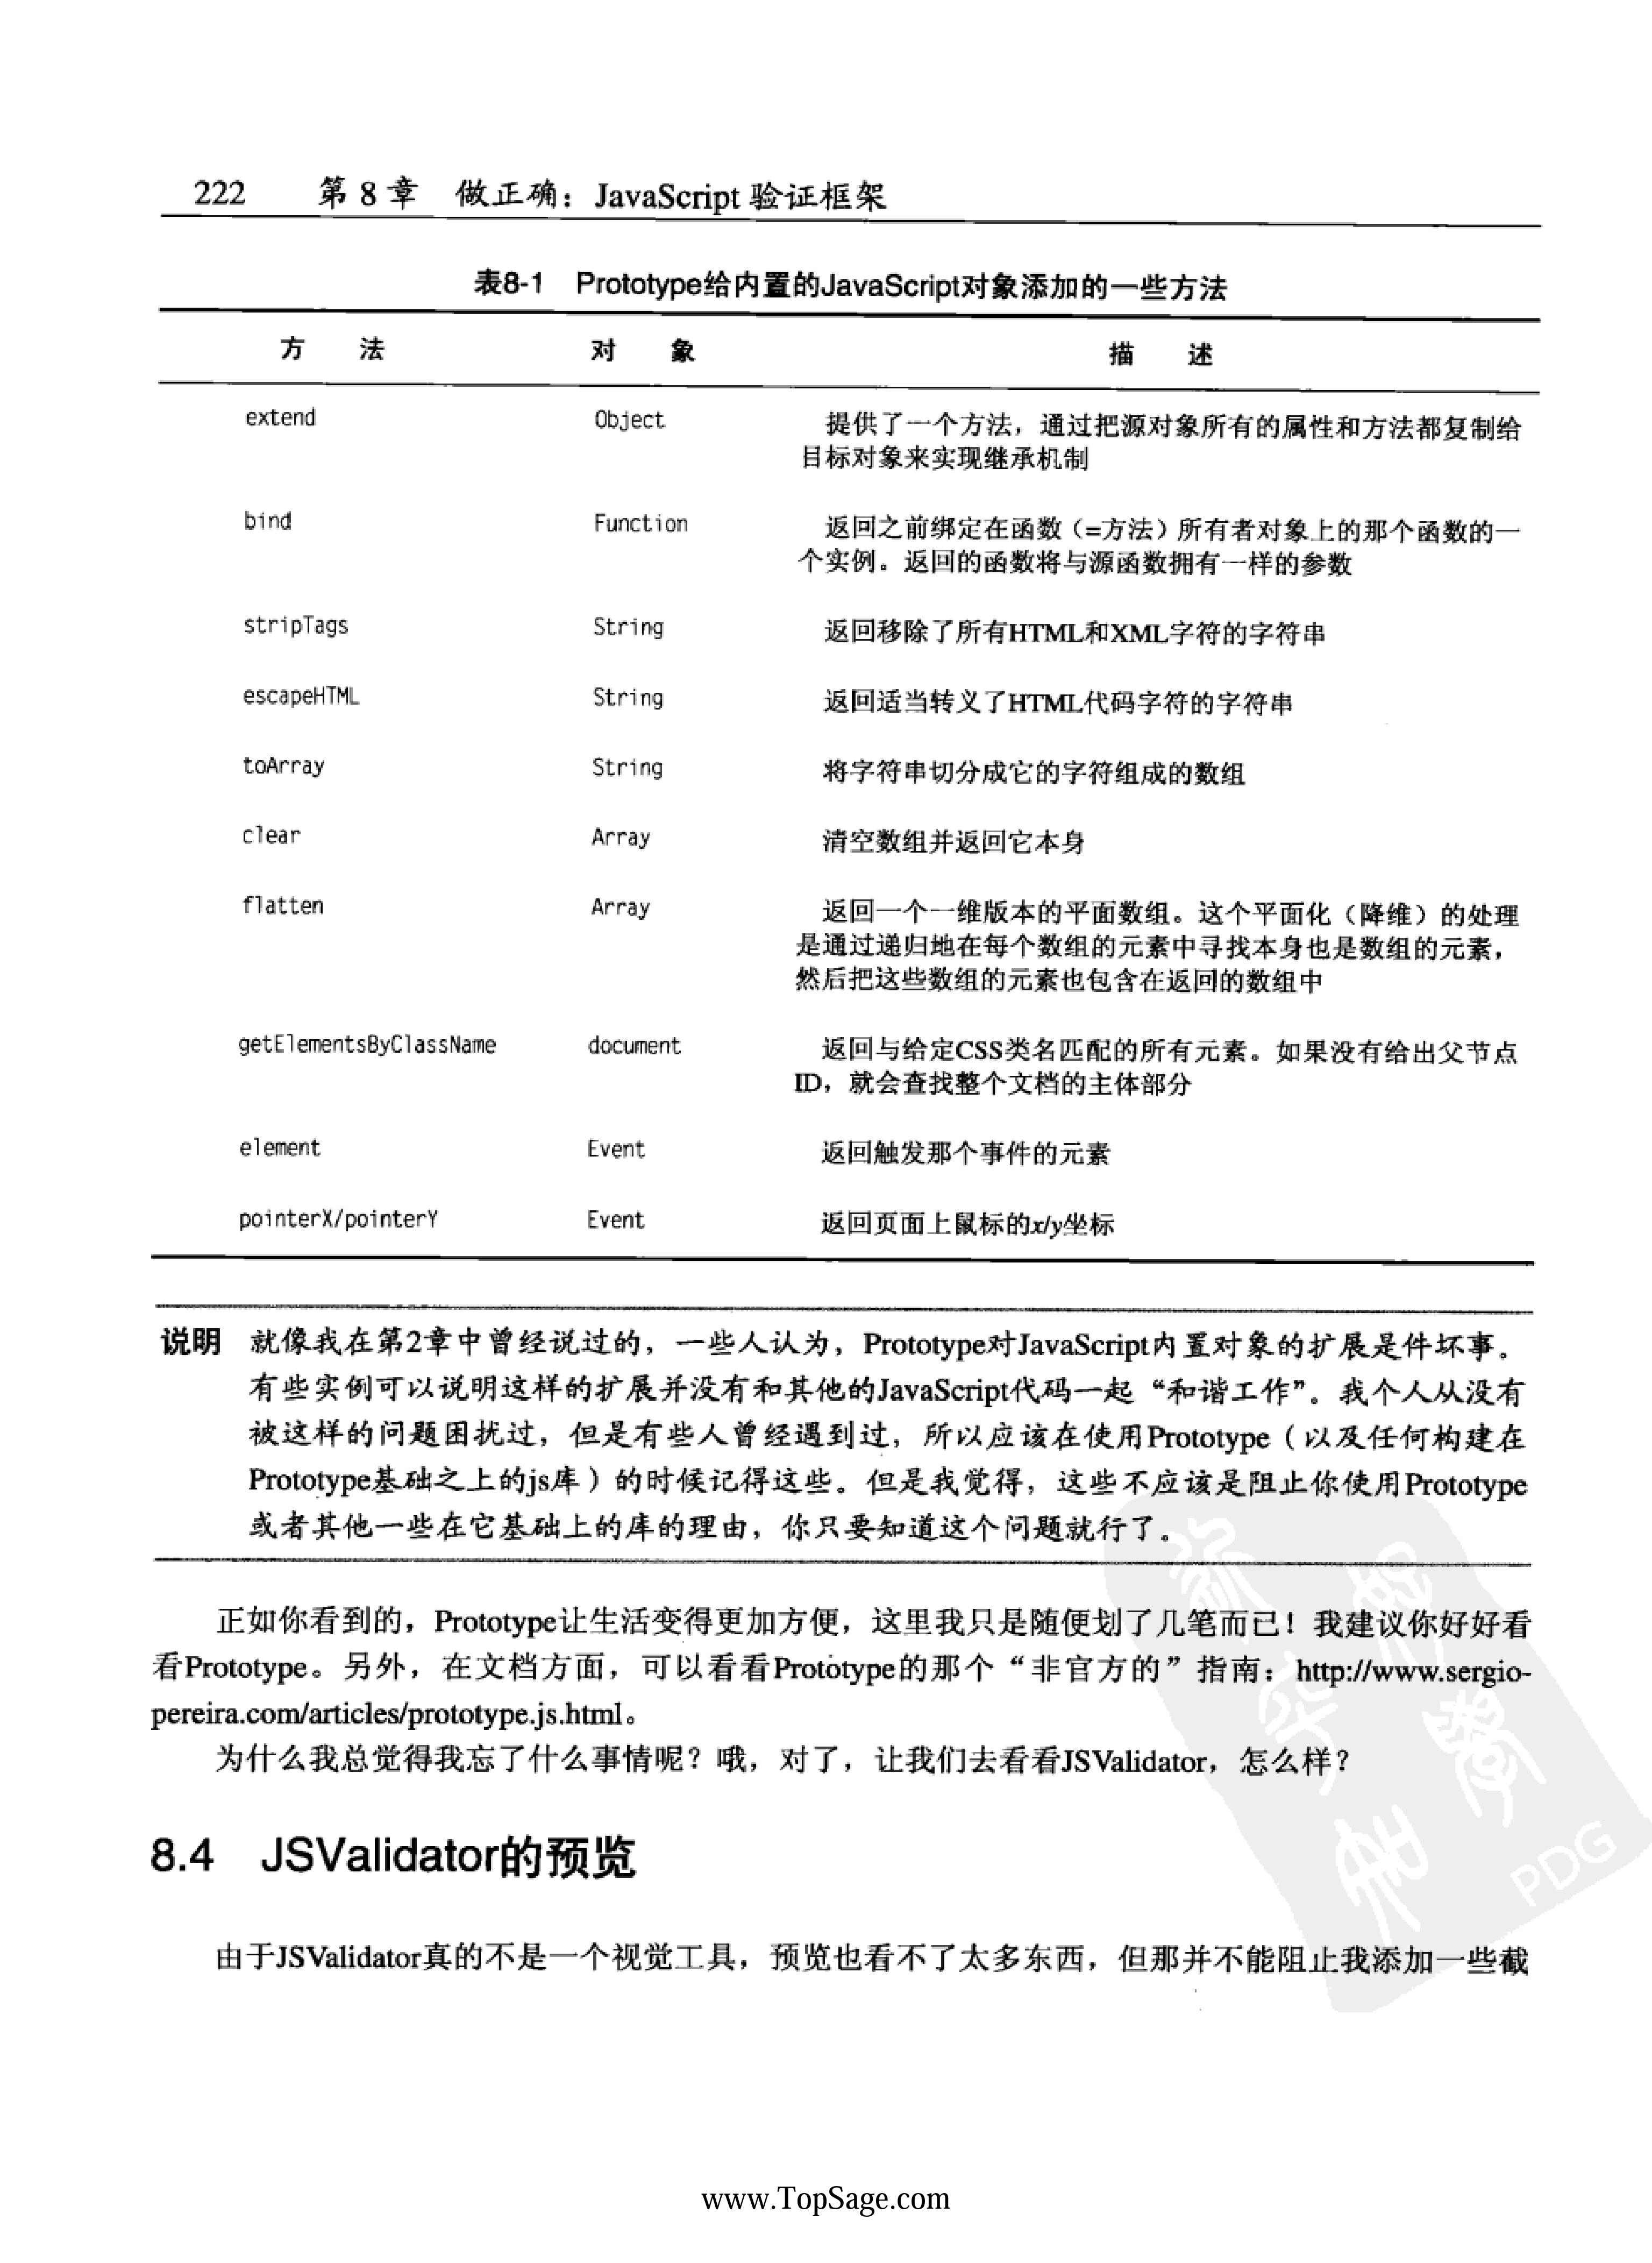 222 第 8 章 做正确：JavaScript 验证框架
表8-1 Prototype给内置的JavaScript对象添加的一些方法
方 法 对 象 描 述
extend Object 提供了一个方法，通过把源对象所有的属性和方法都复制给
目标对象来实现继承机制
bind Function 返回之前绑定在函数（=方法）所有者对象上的那个函数的一
个实例。返回的函数将与源函数拥有一样的参数
stripTags String 返回移除了所有HTML和XML字符的字符串
escapeHTML String 返回适当转义了HTML代码字符的字符串
toArray String 将字符串切分成它的字符组成的数组
clear Array 清空数组并返回它本身
flatten Array 返回一个一维版本的平面数组。这个平面化（降维）的处理
是通过递归地在每个数组的元素中寻找本身也是数组的元素，
然后把这些数组的元素也包含在返回的数组中
getElementsByClassName document 返回与给定CSS类名匹配的所有元素。如果没有给出父节点
ID，就会查找整个文档的主体部分
element Event 返回触发那个事件的元素
pointerX/pointerY Event 返回页面上鼠标的x/y坐标
说明 就像我在第2章中曾经说过的，一些人认为，Prototype对JavaScript内置对象的扩展是件坏事。
有些实例可以说明这样的扩展并没有和其他的JavaScript代码一起“和谐工作”。我个人从没有
被这样的问题困扰过，但是有些人曾经遇到过，所以应该在使用Prototype（以及任何构建在
Prototype基础之上的js库）的时候记得这些。但是我觉得，这些不应该是阻止你使用Prototype
或者其他一些在它基础上的库的理由，你只要知道这个问题就行了。
正如你看到的，Prototype让生活变得更加方便，这里我只是随便划了几笔而已！我建议你好好看
看Prototype。另外，在文档方面，可以看看Prototype的那个“非官方的”指南：http://www.sergio-
pereira.com/articles/prototype.js.html。
为什么我总觉得我忘了什么事情呢？哦，对了，让我们去看看JSValidator，怎么样？
8.4 JSValidator的预览
由于JSValidator真的不是一个视觉工具，预览也看不了太多东西，但那并不能阻止我添加一些截
PDG
www.TopSage.com